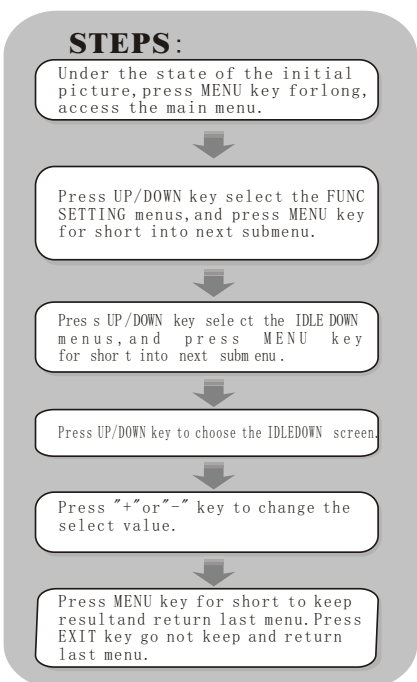 STEPS:
Under the state of the initial
picture,press MENU key forlong,
access the main menu.
Press UP/DOWN key select the FUNC
SETTING menus,and press MENU key
for short into next submenu.
Pres s UP/DOWN key sele ct the IDLE DOWN
menus,and press MENU key
for shor t into next subm enu.
Press UP/DOWN key to choose the IDLEDOWN screen.
Press "+"or"-" key to change the
select value.
Press MENU key for short to keep
resultand return last menu.Press
EXIT key go not keep and return
last menu.